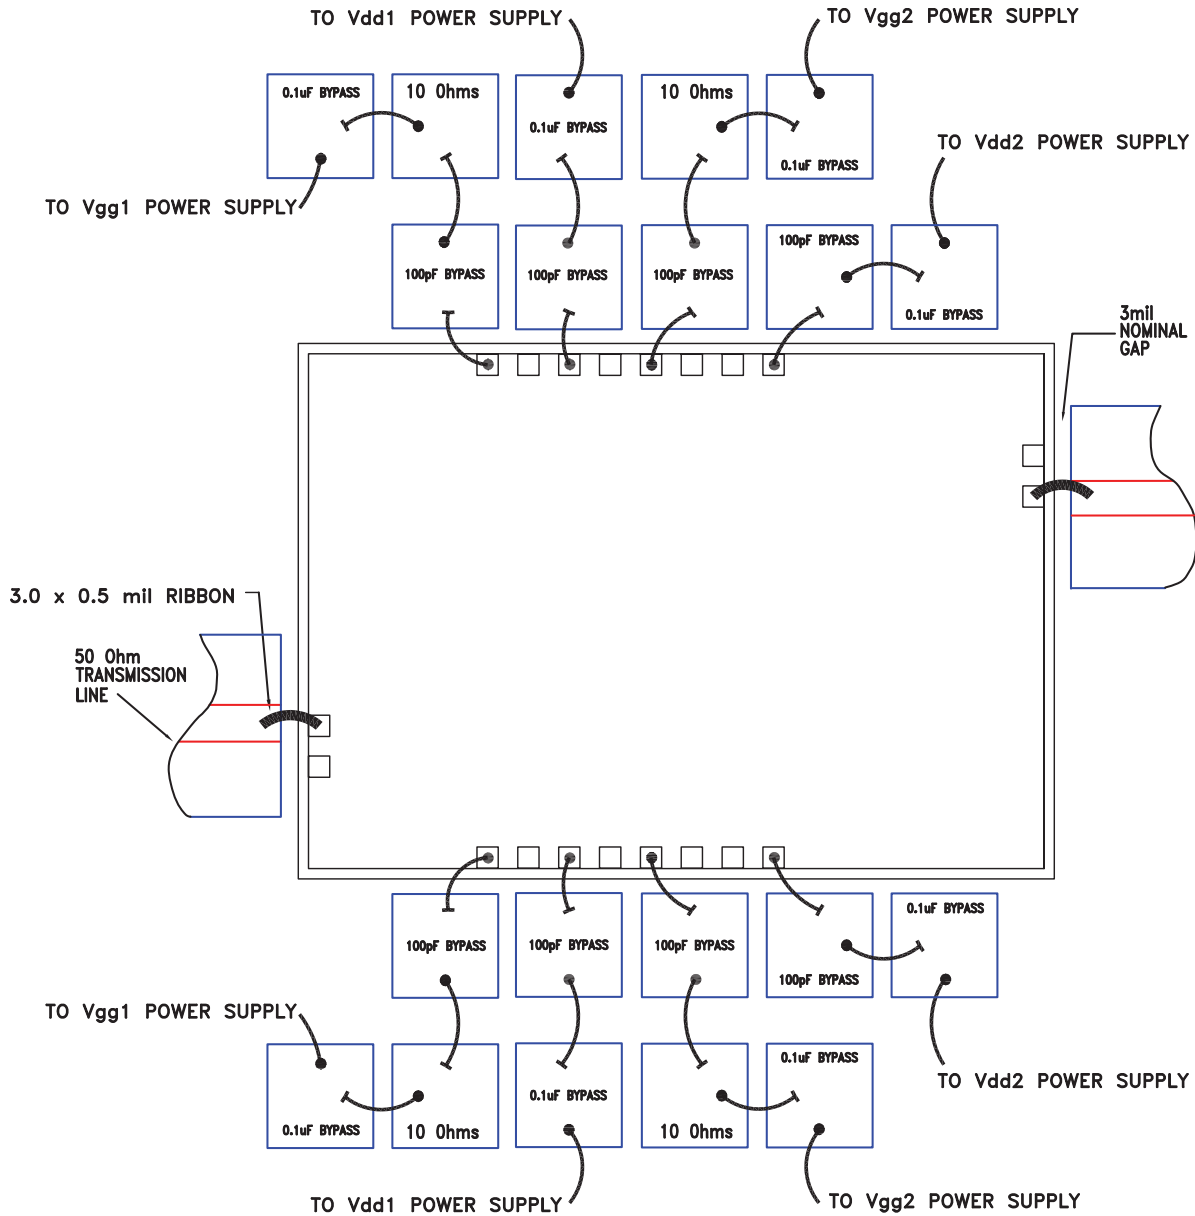 TO Vdd1 POWER SUPPLY
TO Vgg2 POWER SUPPLY
0.1uF BYPASS
10 Ohms
0.1uF BYPASS
10 Ohms
0.1uF BYPASS
TO Vdd2 POWER SUPPLY
TO Vgg1 POWER SUPPLY
100pF BYPASS
100pF BYPASS
100pF BYPASS
100pF BYPASS
0.1uF BYPASS
3mil
NOMINAL
GAP
3.0 x 0.5 mil RIBBON
50 Ohm
TRANSMISSION
LINE
100pF BYPASS
100pF BYPASS
100pF BYPASS
100pF BYPASS
0.1uF BYPASS
TO Vgg1 POWER SUPPLY
0.1uF BYPASS
10 Ohms
0.1uF BYPASS
10 Ohms
0.1uF BYPASS
TO Vdd2 POWER SUPPLY
TO Vdd1 POWER SUPPLY
TO Vgg2 POWER SUPPLY